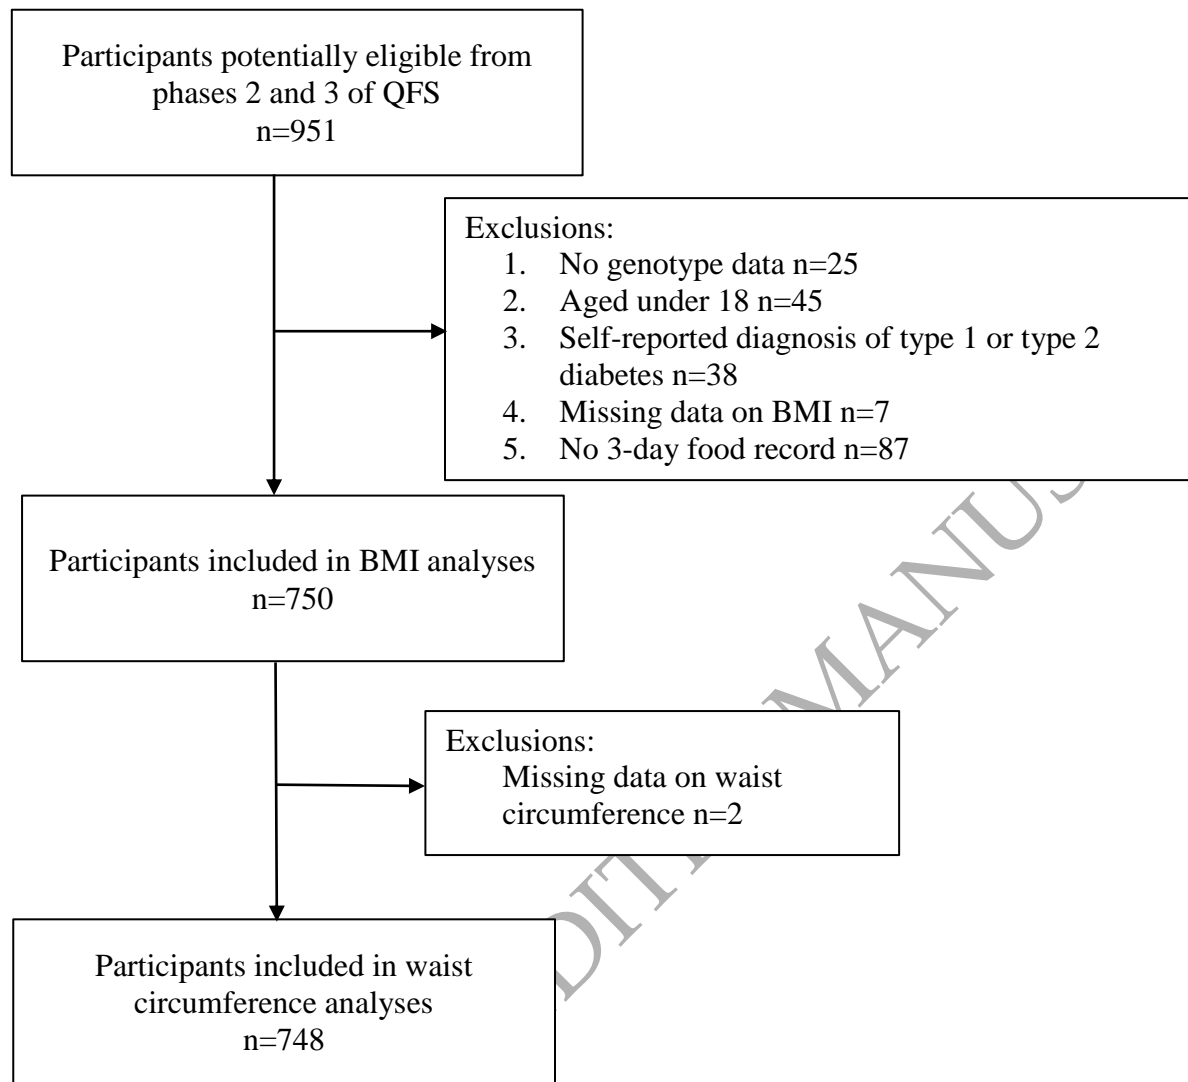 Participants potentially eligible from
phases 2 and 3 of QFS
n=951
Exclusions:
1. No genotype data n=25
2. Aged under 18 n=45
3. Self-reported diagnosis of type 1 or type 2
diabetes n=38
4. Missing data on BMI n=7
5. No 3-day food record n=87
Participants included in BMI analyses
n=750
Exclusions:
Missing data on waist
circumference n=2
Participants included in waist
circumference analyses
n=748